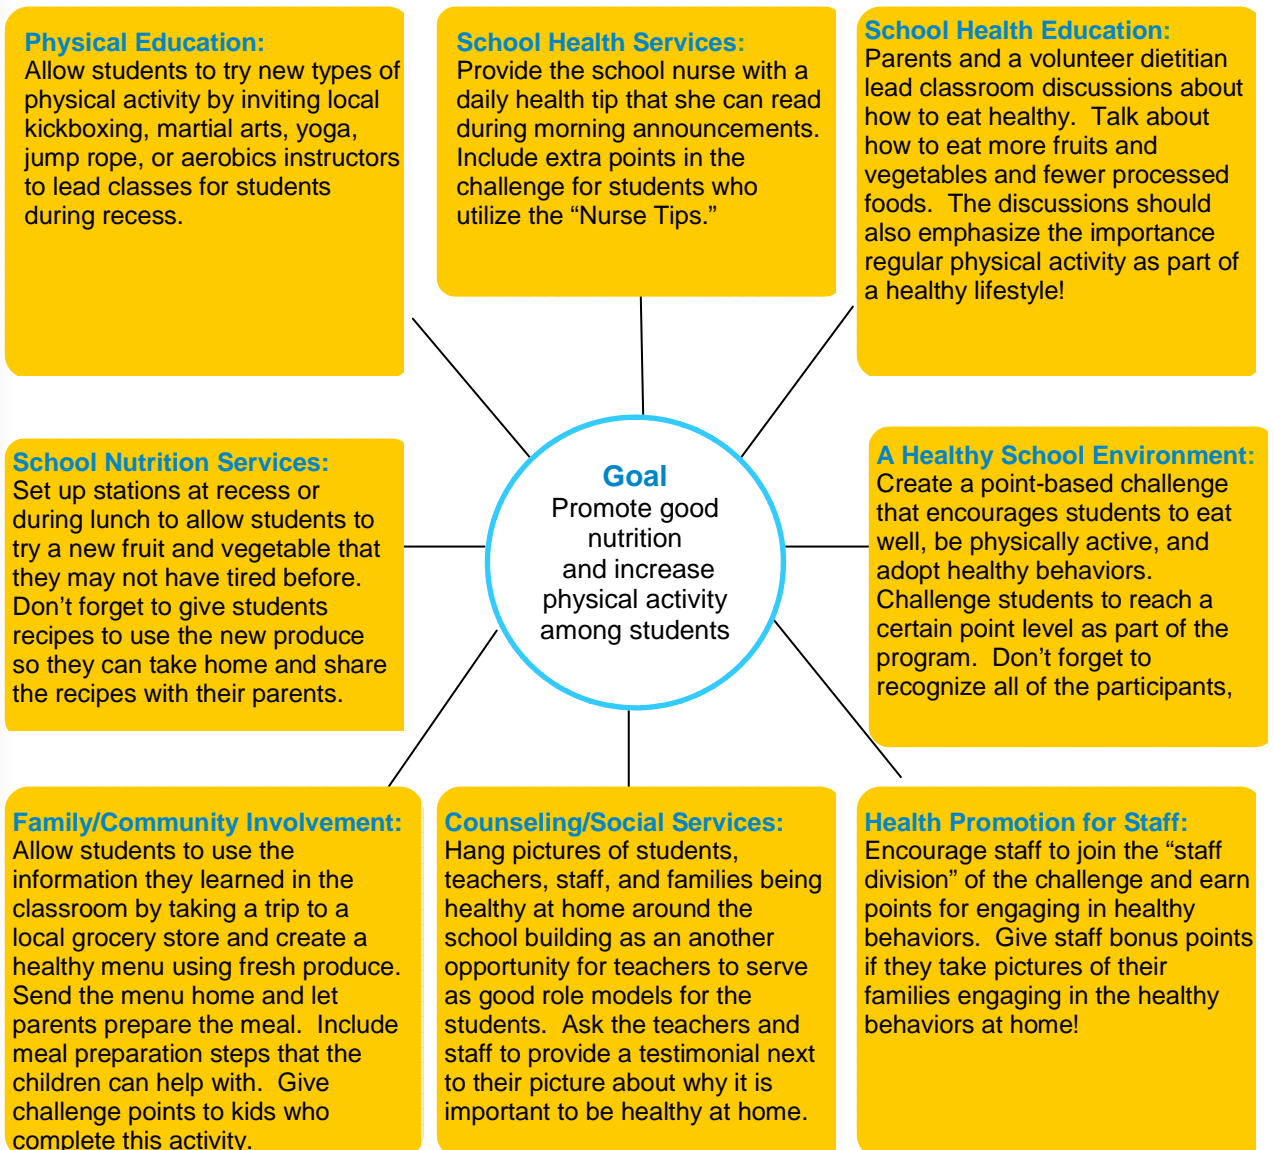 Physical Education:
Allow students to try new types of
physical activity by inviting local
kickboxing, martial arts, yoga,
jump rope, or aerobics instructors
to lead classes for students
during recess.
School Health Services:
Provide the school nurse with a
daily health tip that she can read
during morning announcements.
Include extra points in the
challenge for students who
utilize the “Nurse Tips.”
School Health Education:
Parents and a volunteer dietitian
lead classroom discussions about
how to eat healthy.  Talk about
how to eat more fruits and
vegetables and fewer processed
foods.  The discussions should
also emphasize the importance
regular physical activity as part of
a healthy lifestyle!
School Nutrition Services:
Set up stations at recess or
during lunch to allow students to
try a new fruit and vegetable that
they may not have tired before.
Don’t forget to give students
recipes to use the new produce
so they can take home and share
the recipes with their parents.
Goal
Promote good
nutrition
and increase
physical activity
among students
A Healthy School Environment:
Create a point-based challenge
that encourages students to eat
well, be physically active, and
adopt healthy behaviors.
Challenge students to reach a
certain point level as part of the
program.  Don’t forget to
recognize all of the participants,
Family/Community Involvement:
Allow students to use the
information they learned in the
classroom by taking a trip to a
local grocery store and create a
healthy menu using fresh produce.
Send the menu home and let
parents prepare the meal.  Include
meal preparation steps that the
children can help with.  Give
challenge points to kids who
complete this activity.
Counseling/Social Services:
Hang pictures of students,
teachers, staff, and families being
healthy at home around the
school building as an another
opportunity for teachers to serve
as good role models for the
students.  Ask the teachers and
staff to provide a testimonial next
to their picture about why it is
important to be healthy at home.
Health Promotion for Staff:
Encourage staff to join the “staff
division” of the challenge and earn
points for engaging in healthy
behaviors.  Give staff bonus points
if they take pictures of their
families engaging in the healthy
behaviors at home!